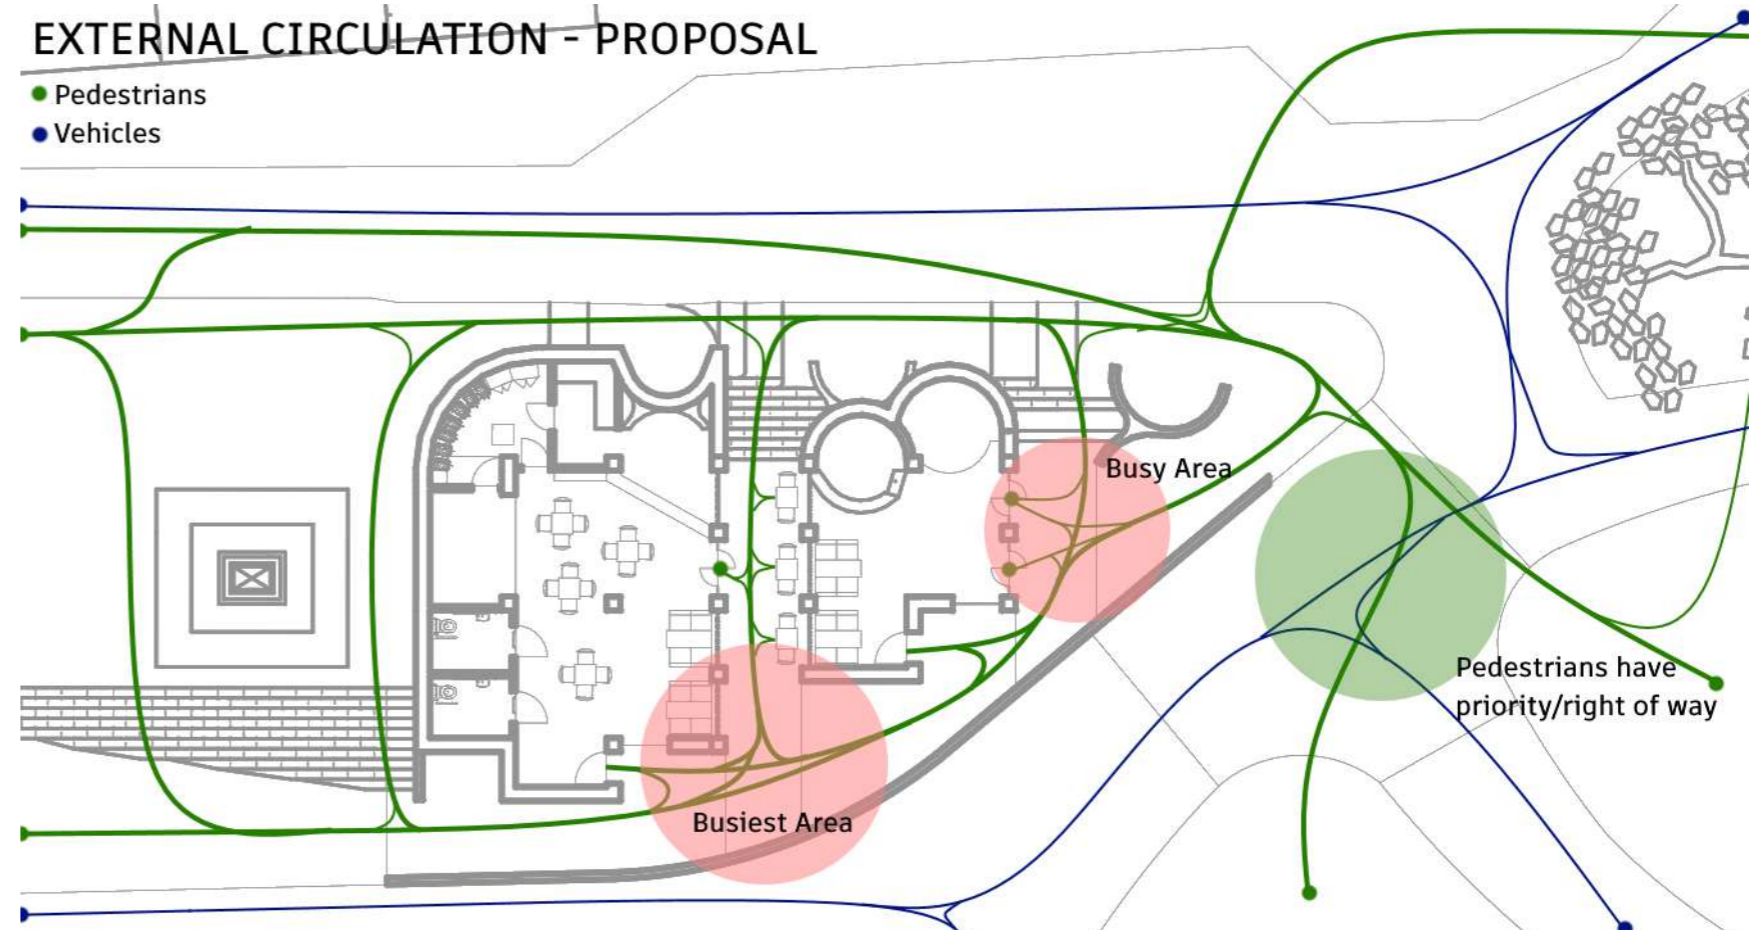 EXTERNAL CIRCULATION - PROPOSAL
Pedestrians
Vehicles
Busy Area
Pedestrians have
priority/right of way
Busiest Area